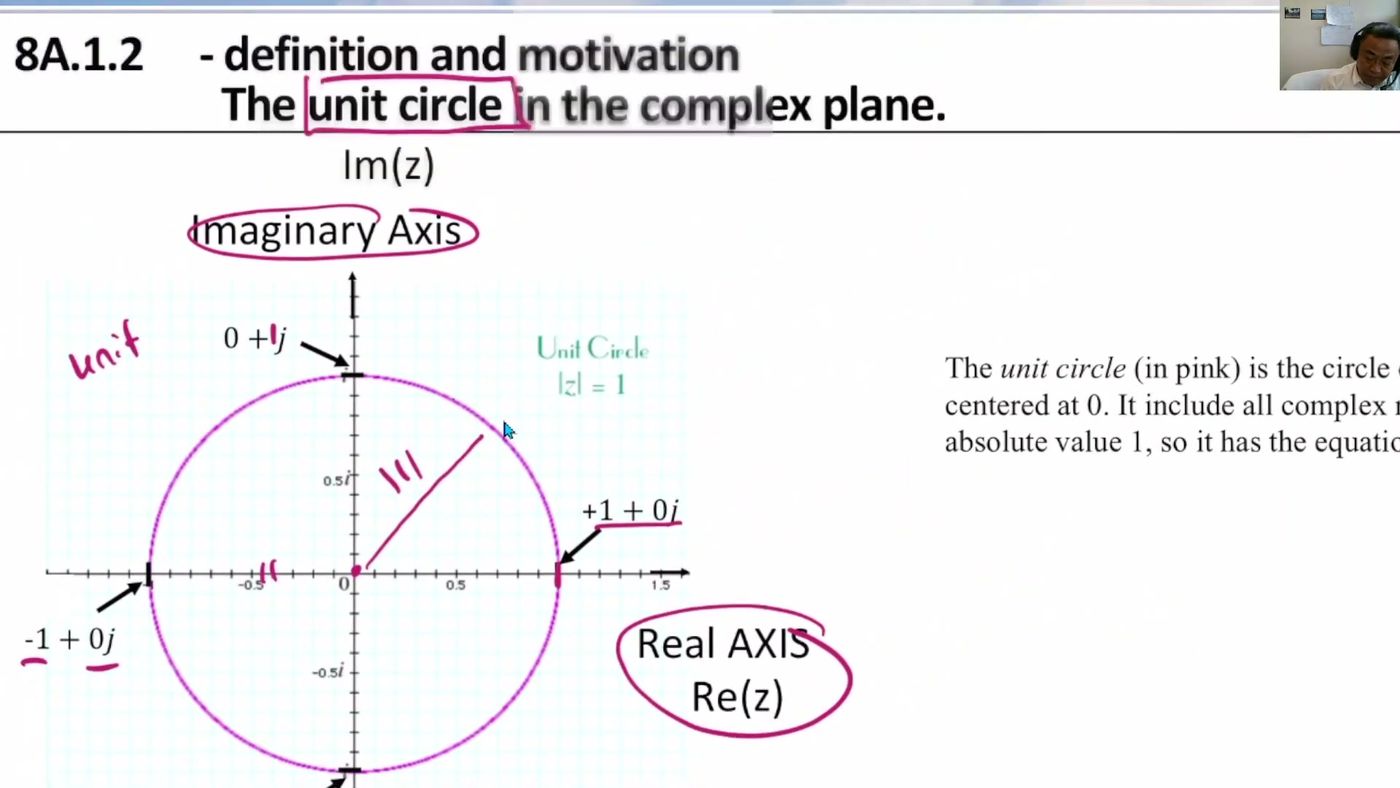 8A.1.2 - definition and motivation
The unit circle in the complex plane.
Im(z)
Imaginary Axis
unit
0 +1j
Unit Circle
|z| = 1
The unit circle (in pink) is the circle
centered at 0. It include all complex
absolute value 1, so it has the equatio
0.5i
+1 + 0j
-0.5
0
0.5
1.5
-1 + 0j
Real AXIS
Re(z)
-0.5i